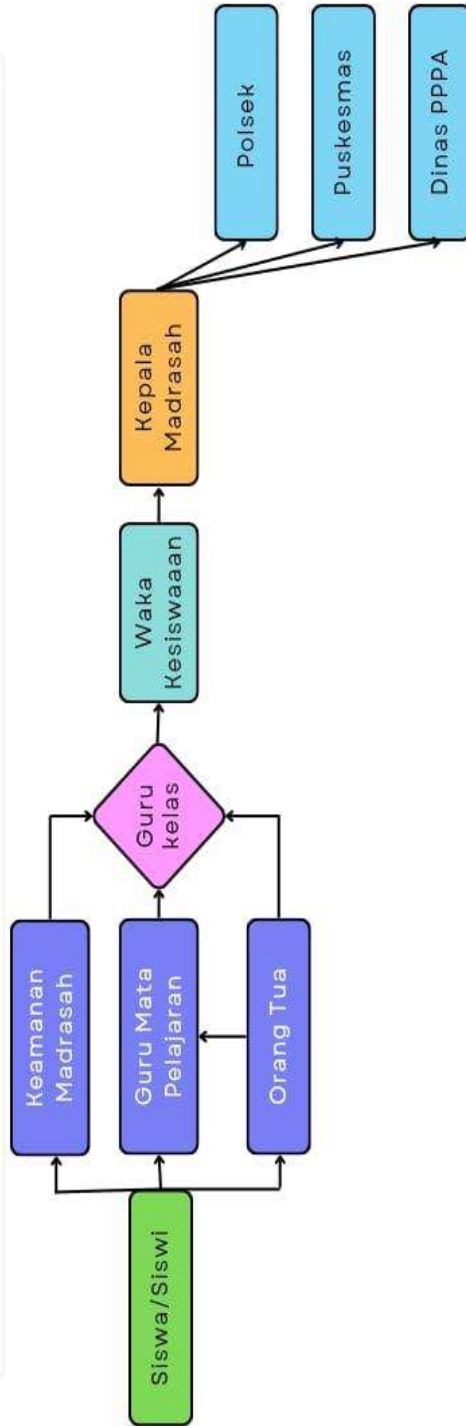 Siswa/Siswi
Keamanan
Madrasah
Guru Mata
Pelajaran
Orang Tua
Guru
kelas
Waka
Kesiswaaan
Kepala
Madrasah
Polsek
Puskesmas
Dinas PPPA